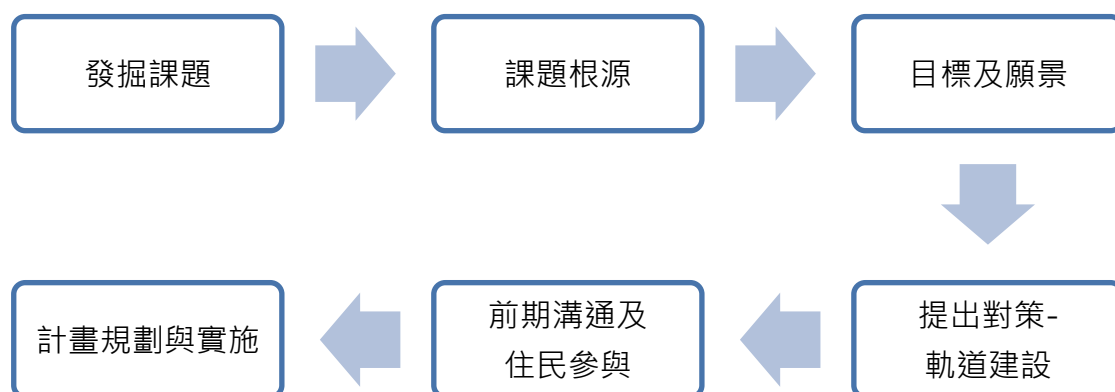 發掘課題
課題根源
目標及願景
提出對策-
軌道建設
前期溝通及
住民參與
計畫規劃與實施